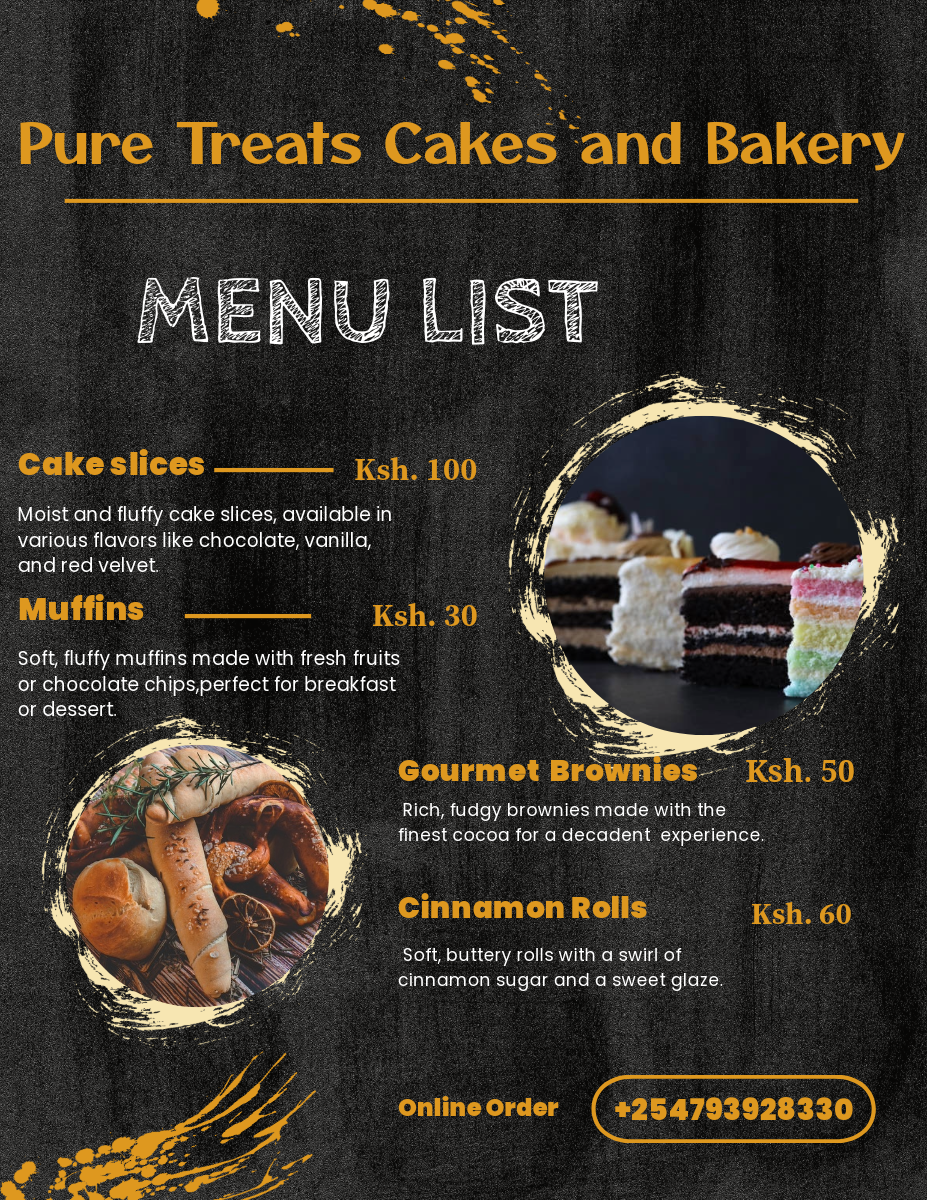 Pure Treats Cakes and Bakery
MENU LIST
Cake slices Ksh. 100
Moist and fluffy cake slices, available in
various flavors like chocolate, vanilla,
and red velvet.
Muffins Ksh. 30
Soft, fluffy muffins made with fresh fruits
or chocolate chips,perfect for breakfast
or dessert.
Gourmet Brownies Ksh. 50
Rich, fudgy brownies made with the
finest cocoa for a decadent experience.
Cinnamon Rolls Ksh. 60
Soft, buttery rolls with a swirl of
cinnamon sugar and a sweet glaze.
Online Order +254793928330